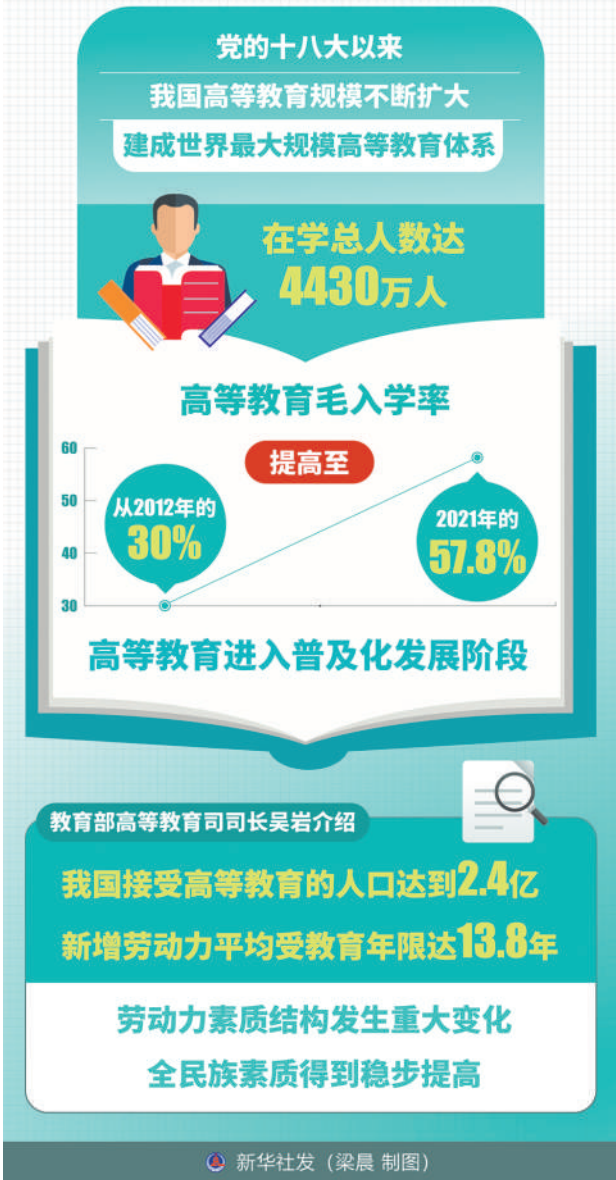 党的十八大以来
我国高等教育规模不断扩大
建成世界最大规模高等教育体系
在学总人数达
4430万人
高等教育毛入学率
提高至
60
50
40
30
从2012年的
30%
2021年的
57.8%
高等教育进入普及化发展阶段
教育部高等教育司司长吴岩介绍
我国接受高等教育的人口达到2.4亿
新增劳动力平均受教育年限达13.8年
劳动力素质结构发生重大变化
全民族素质得到稳步提高
新华社发（梁晨 制图）